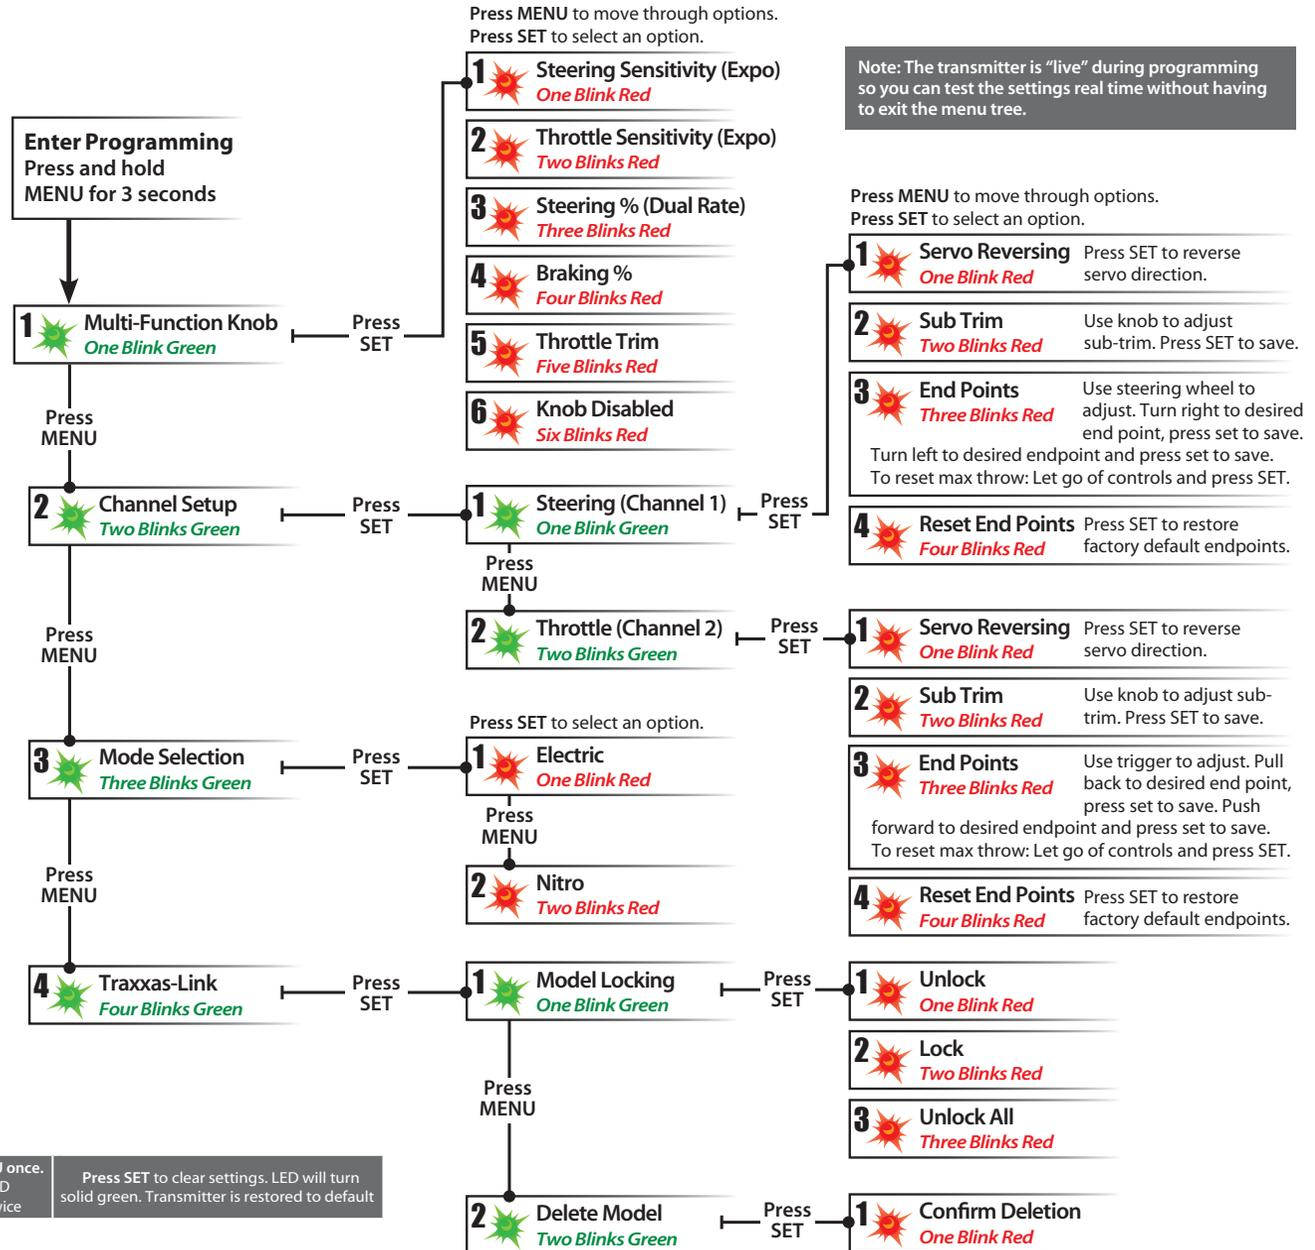 Press MENU to move through options.
Press SET to select an option.
1 Steering Sensitivity (Expo)
One Blink Red
2 Throttle Sensitivity (Expo)
Two Blinks Red
3 Steering % (Dual Rate)
Three Blinks Red
4 Braking %
Four Blinks Red
5 Throttle Trim
Five Blinks Red
6 Knob Disabled
Six Blinks Red
Note: The transmitter is “live” during programming
so you can test the settings real time without having
to exit the menu tree.
Enter Programming
Press and hold
MENU for 3 seconds
1 Multi-Function Knob
One Blink Green
Press
SET
Press
MENU
2 Channel Setup
Two Blinks Green
Press
SET
1 Steering (Channel 1)
One Blink Green
Press
SET
Press MENU to move through options.
Press SET to select an option.
1 Servo Reversing
One Blink Red
Press SET to reverse
servo direction.
2 Sub Trim
Two Blinks Red
Use knob to adjust
sub-trim. Press SET to save.
3 End Points
Three Blinks Red
Use steering wheel to
adjust. Turn right to desired
end point, press set to save.
Turn left to desired endpoint and press set to save.
To reset max throw: Let go of controls and press SET.
4 Reset End Points
Four Blinks Red
Press SET to restore
factory default endpoints.
Press
MENU
2 Throttle (Channel 2)
Two Blinks Green
Press
SET
1 Servo Reversing
One Blink Red
Press SET to reverse
servo direction.
2 Sub Trim
Two Blinks Red
Use knob to adjust sub-
trim. Press SET to save.
3 End Points
Three Blinks Red
Use trigger to adjust. Pull
back to desired end point,
press set to save. Push
forward to desired endpoint and press set to save.
To reset max throw: Let go of controls and press SET.
4 Reset End Points
Four Blinks Red
Press SET to restore
factory default endpoints.
Press
MENU
3 Mode Selection
Three Blinks Green
Press
SET
Press SET to select an option.
1 Electric
One Blink Red
Press
MENU
2 Nitro
Two Blinks Red
Press
MENU
4 Traxxas-Link
Four Blinks Green
Press
SET
1 Model Locking
One Blink Green
Press
SET
1 Unlock
One Blink Red
2 Lock
Two Blinks Red
3 Unlock All
Three Blinks Red
Press
MENU
2 Delete Model
Two Blinks Green
Press
SET
1 Confirm Deletion
One Blink Red
once.
Press SET to clear settings. LED will turn
solid green. Transmitter is restored to default